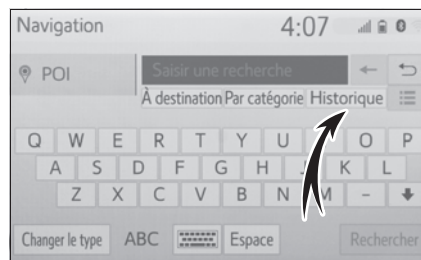 Navigation 4:07
POI Saisir une recherche
À destination Par catégorie Historique
Q W E R T Y U O P
A S D F G H J K L
Z X C V B N M -
Changer le type ABC Espace Rechercher